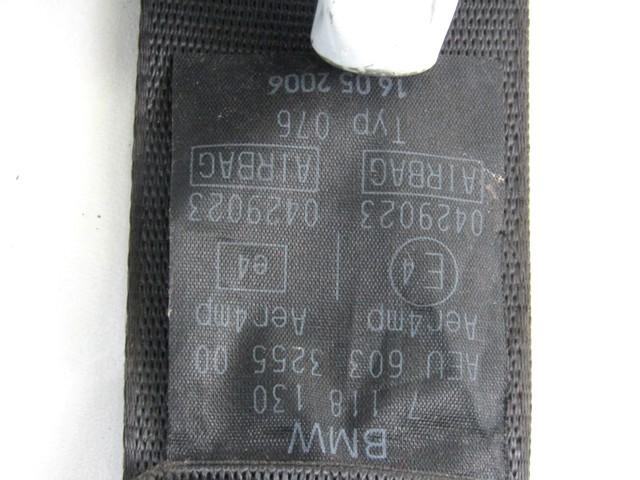 BMW
7 118 130
AEU 603 3255 00
Aer4mp Aer4mp
E4 | e4
0429023 0429023
AIRBAG AIRBAG
Typ 076
16.05 2006